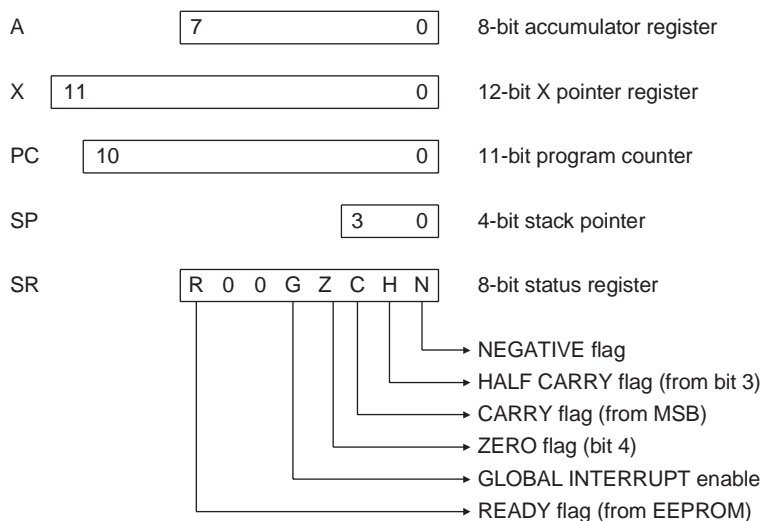 A 7 0 8-bit accumulator register
X 11 0 12-bit X pointer register
PC 10 0 11-bit program counter
SP 3 0 4-bit stack pointer
SR R 0 0 G Z C H N 8-bit status register
NEGATIVE flag
HALF CARRY flag (from bit 3)
CARRY flag (from MSB)
ZERO flag (bit 4)
GLOBAL INTERRUPT enable
READY flag (from EEPROM)